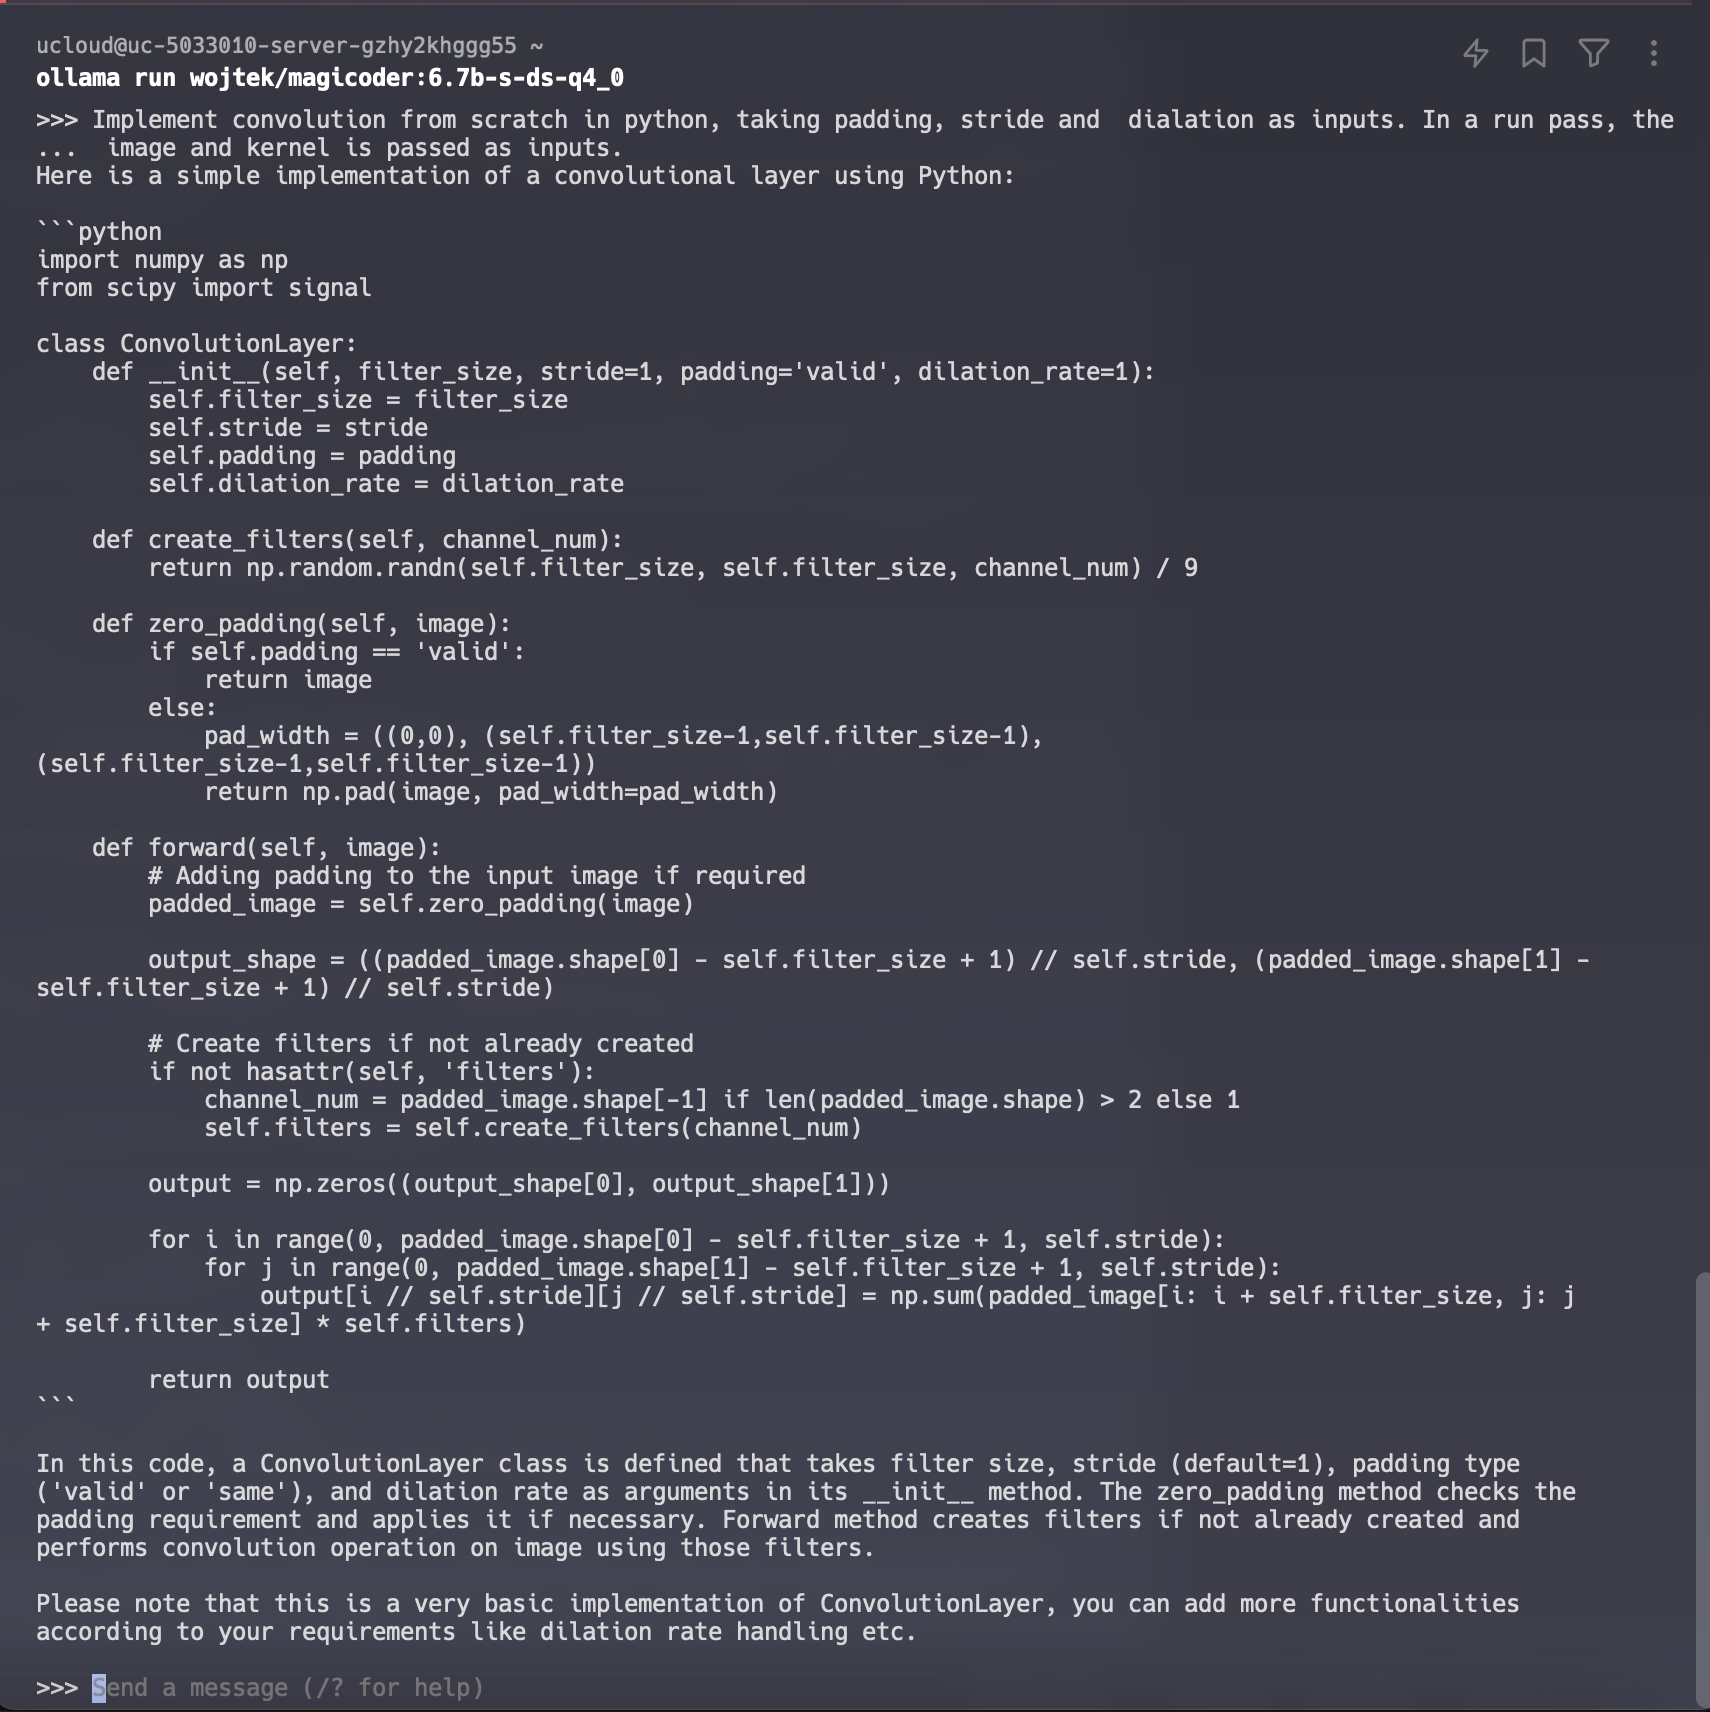 ucloud@uc-5033010-server-gzhy2khggg55 ~
ollama run wojtek/magicoder:6.7b-s-ds-q4_0
>>> Implement convolution from scratch in python, taking padding, stride and  dialation as inputs. In a run pass, the
...  image and kernel is passed as inputs.
Here is a simple implementation of a convolutional layer using Python:

```python
import numpy as np
from scipy import signal

class ConvolutionLayer:
    def __init__(self, filter_size, stride=1, padding='valid', dilation_rate=1):
        self.filter_size = filter_size
        self.stride = stride
        self.padding = padding
        self.dilation_rate = dilation_rate

    def create_filters(self, channel_num):
        return np.random.randn(self.filter_size, self.filter_size, channel_num) / 9

    def zero_padding(self, image):
        if self.padding == 'valid':
            return image
        else:
            pad_width = ((0,0), (self.filter_size-1,self.filter_size-1),
(self.filter_size-1,self.filter_size-1))
            return np.pad(image, pad_width=pad_width)

    def forward(self, image):
        # Adding padding to the input image if required
        padded_image = self.zero_padding(image)

        output_shape = ((padded_image.shape[0] - self.filter_size + 1) // self.stride, (padded_image.shape[1] -
self.filter_size + 1) // self.stride)

        # Create filters if not already created
        if not hasattr(self, 'filters'):
            channel_num = padded_image.shape[-1] if len(padded_image.shape) > 2 else 1
            self.filters = self.create_filters(channel_num)

        output = np.zeros((output_shape[0], output_shape[1]))

        for i in range(0, padded_image.shape[0] - self.filter_size + 1, self.stride):
            for j in range(0, padded_image.shape[1] - self.filter_size + 1, self.stride):
                output[i // self.stride][j // self.stride] = np.sum(padded_image[i: i + self.filter_size, j: j
+ self.filter_size] * self.filters)

        return output
```

In this code, a ConvolutionLayer class is defined that takes filter size, stride (default=1), padding type
('valid' or 'same'), and dilation rate as arguments in its __init__ method. The zero_padding method checks the
padding requirement and applies it if necessary. Forward method creates filters if not already created and
performs convolution operation on image using those filters.

Please note that this is a very basic implementation of ConvolutionLayer, you can add more functionalities
according to your requirements like dilation rate handling etc.

>>> Send a message (/? for help)